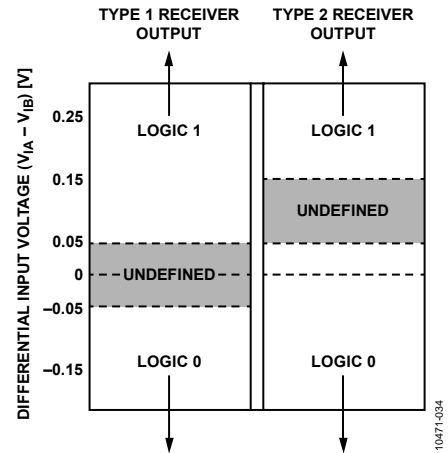 TYPE 1 RECEIVER
OUTPUT
TYPE 2 RECEIVER
OUTPUT
DIFFERENTIAL INPUT VOLTAGE (VIA – VIB) [V]
0.25
LOGIC 1
LOGIC 1
0.15
UNDEFINED
0.05
0
UNDEFINED
–0.05
–0.15
LOGIC 0
LOGIC 0
10471-034